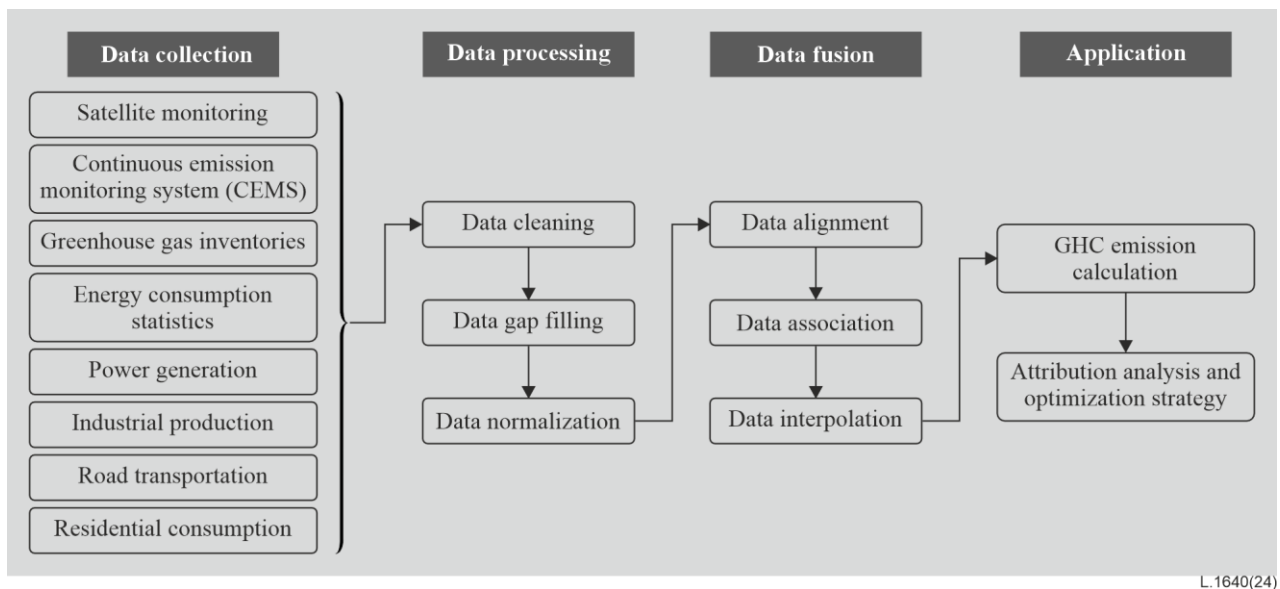 Data collection
Satellite monitoring
Continuous emission
monitoring system (CEMS)
Greenhouse gas inventories
Energy consumption
statistics
Power generation
Industrial production
Road transportation
Residential consumption
Data processing
Data cleaning
Data gap filling
Data normalization
Data fusion
Data alignment
Data association
Data interpolation
Application
GHC emission
calculation
Attribution analysis and
optimization strategy
L.1640(24)